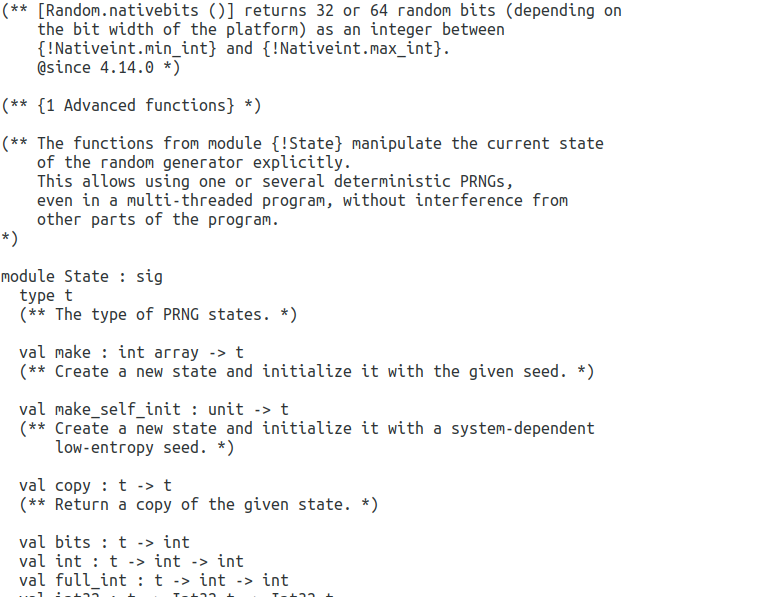 (** [Random.nativebits ()] returns 32 or 64 random bits (depending on
    the bit width of the platform) as an integer between
    {!Nativeint.min_int} and {!Nativeint.max_int}.
    @since 4.14.0 *)

(** {1 Advanced functions} *)

(** The functions from module {!State} manipulate the current state
    of the random generator explicitly.
    This allows using one or several deterministic PRNGs,
    even in a multi-threaded program, without interference from
    other parts of the program.
*)

module State : sig
  type t
  (** The type of PRNG states. *)

  val make : int array -> t
  (** Create a new state and initialize it with the given seed. *)

  val make_self_init : unit -> t
  (** Create a new state and initialize it with a system-dependent
      low-entropy seed. *)

  val copy : t -> t
  (** Return a copy of the given state. *)

  val bits : t -> int
  val int : t -> int -> int
  val full_int : t -> int -> int
  val int32 : t -> Int32.t -> Int32.t